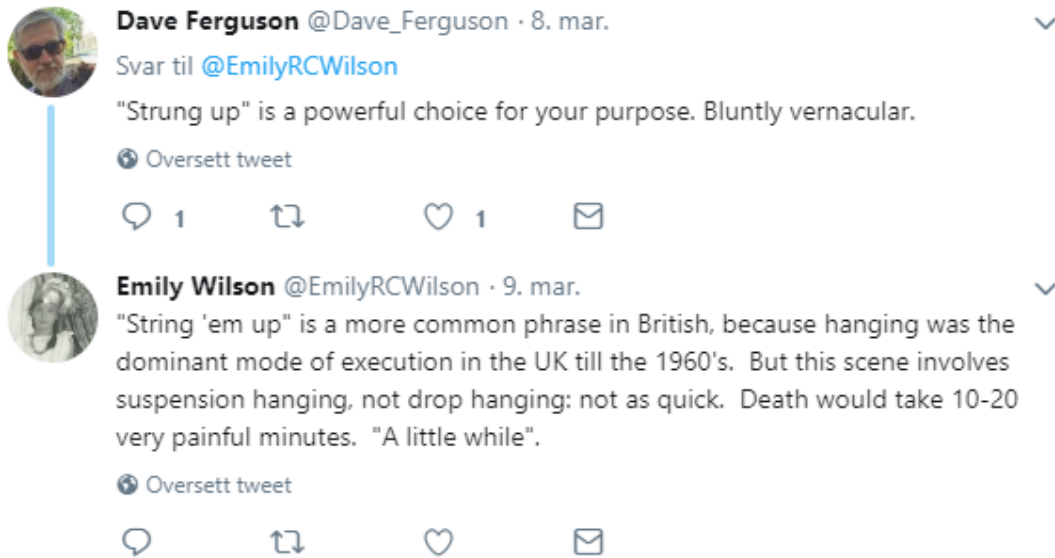 Dave Ferguson @Dave_Ferguson · 8. mar.
Svar til @EmilyRCWilson
"Strung up" is a powerful choice for your purpose. Bluntly vernacular.
Oversett tweet
1 1
Emily Wilson @EmilyRCWilson · 9. mar.
"String 'em up" is a more common phrase in British, because hanging was the
dominant mode of execution in the UK till the 1960's.  But this scene involves
suspension hanging, not drop hanging: not as quick.  Death would take 10-20
very painful minutes.  "A little while".
Oversett tweet